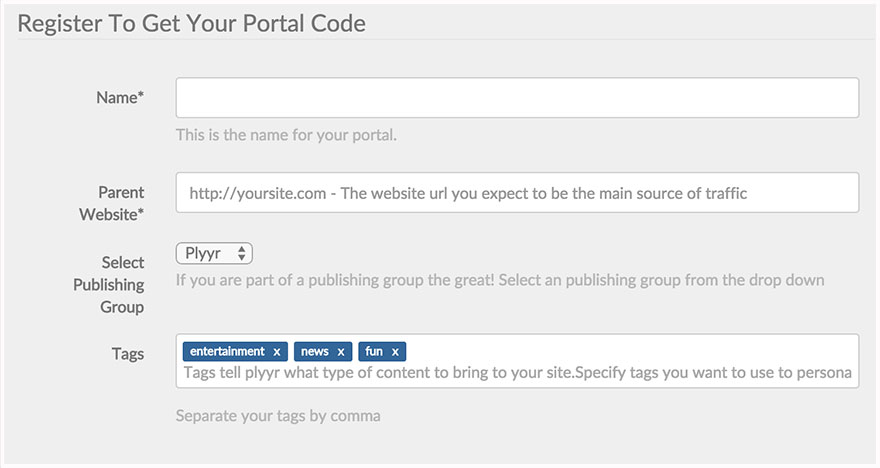 Register To Get Your Portal Code
Name*
This is the name for your portal.
Parent
Website*
http://yoursite.com - The website url you expect to be the main source of traffic
Select
Publishing
Group
Plyyr
If you are part of a publishing group the great! Select an publishing group from the drop down
Tags
entertainment x news x fun x
Tags tell plyyr what type of content to bring to your site.Specify tags you want to use to persona
Separate your tags by comma